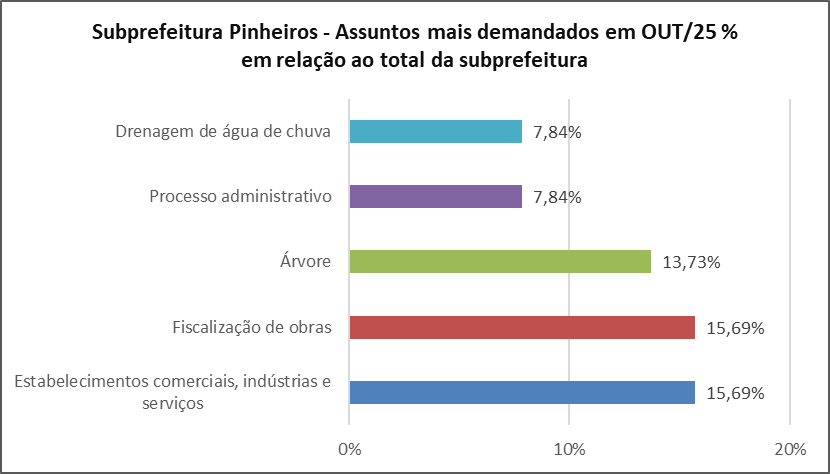 Subprefeitura Pinheiros - Assuntos mais demandados em OUT/25 %
em relação ao total da subprefeitura
Drenagem de água de chuva
7,84%
Processo administrativo
7,84%
Árvore
13,73%
Fiscalização de obras
15,69%
Estabelecimentos comerciais, indústrias e
serviços
15,69%
0%
10%
20%